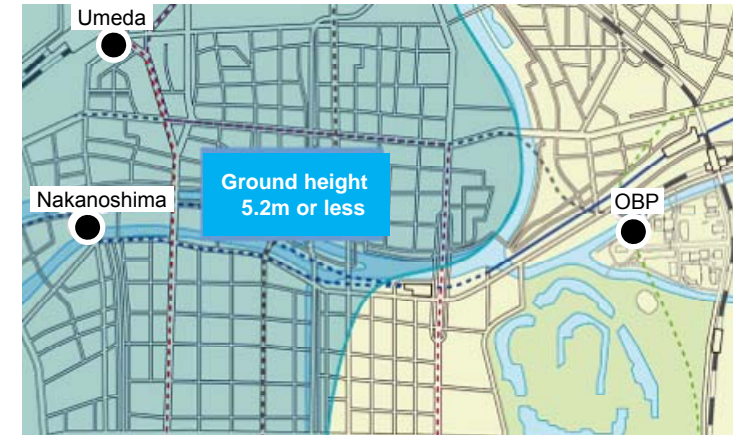 Umeda
Ground height
5.2m or less
Nakanoshima
OBP